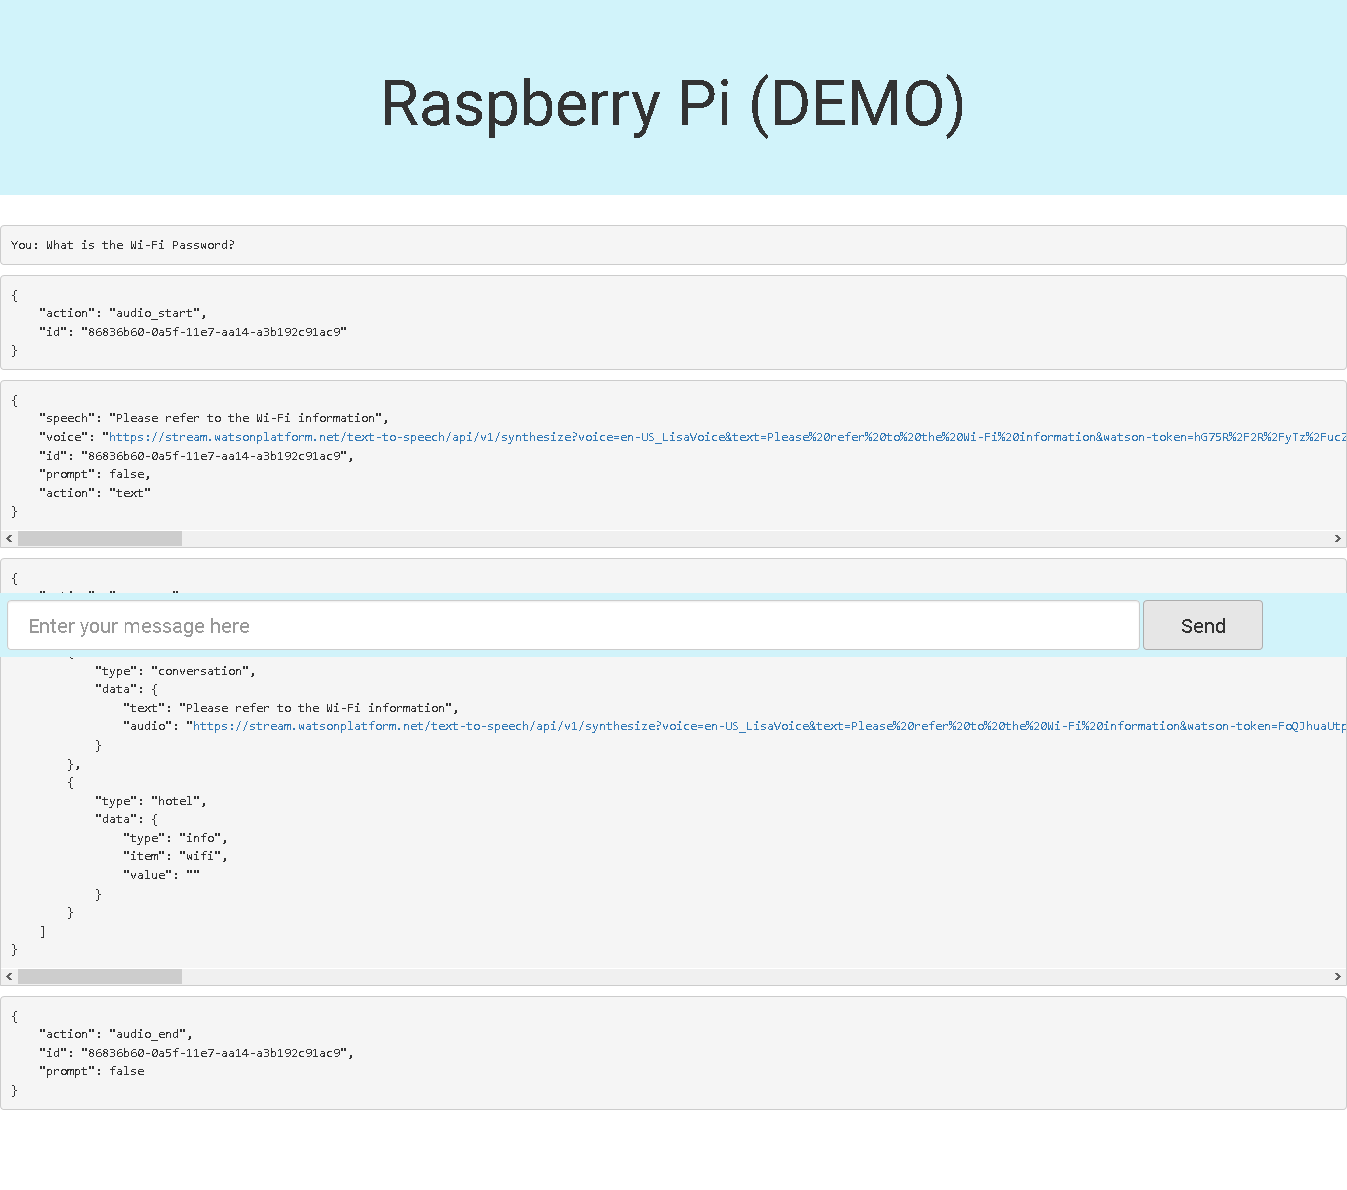 Raspberry Pi (DEMO)
You: What is the Wi-Fi Password?
{
    "action": "audio_start",
    "id": "86836b60-0a5f-11e7-aa14-a3b192c91ac9"
}
{
    "speech": "Please refer to the Wi-Fi information",
    "voice": "https://stream.watsonplatform.net/text-to-speech/api/v1/synthesize?voice=en-US_LisaVoice&text=Please%20refer%20to%20the%20Wi-Fi%20information&watson-token=hG75R%2F2R%2FyTz%2FucZ
    "id": "86836b60-0a5f-11e7-aa14-a3b192c91ac9",
    "prompt": false,
    "action": "text"
}
{
Enter your message here Send
            "type": "conversation",
            "data": {
                "text": "Please refer to the Wi-Fi information",
                "audio": "https://stream.watsonplatform.net/text-to-speech/api/v1/synthesize?voice=en-US_LisaVoice&text=Please%20refer%20to%20the%20Wi-Fi%20information&watson-token=FoQJhuaUtp
            }
        },
        {
            "type": "hotel",
            "data": {
                "type": "info",
                "item": "wifi",
                "value": ""
            }
        }
    ]
}
{
    "action": "audio_end",
    "id": "86836b60-0a5f-11e7-aa14-a3b192c91ac9",
    "prompt": false
}